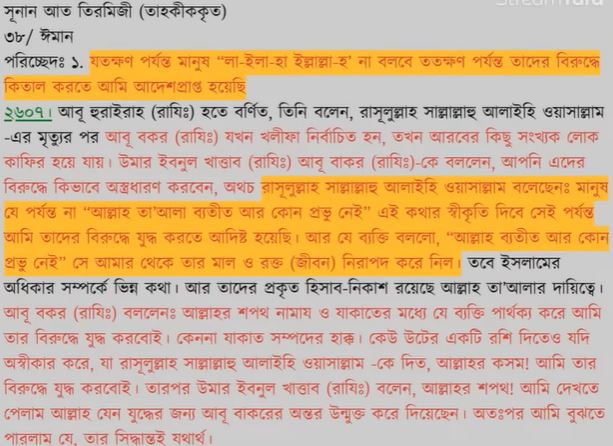 সূনান আত তিরমিজী (তাহকীককৃত)
৩৮/ ঈমান
পরিচ্ছেদঃ ১. যতক্ষণ পর্যন্ত মানুষ “লা-ইলা-হা ইল্লাল্লা-হ’ না বলবে ততক্ষণ পর্যন্ত তাদের বিরুদ্ধে
কিতাল করতে আমি আদেশপ্রাপ্ত হয়েছি
২৬০৭। আবূ হুরাইরাহ (রাযিঃ) হতে বর্ণিত, তিনি বলেন, রাসূলুল্লাহ সাল্লাল্লাহু আলাইহি ওয়াসাল্লাম
-এর মৃত্যুর পর আবূ বকর (রাযিঃ) যখন খলীফা নির্বাচিত হন, তখন আরবের কিছু সংখ্যক লোক
কাফির হয়ে যায়। উমার ইবনুল খাত্তাব (রাযিঃ) আবূ বাকর (রাযিঃ)-কে বললেন, আপনি এদের
বিরুদ্ধে কিভাবে অস্ত্রধারণ করবেন, অথচ রাসূলুল্লাহ সাল্লাল্লাহু আলাইহি ওয়াসাল্লাম বলেছেনঃ মানুষ
যে পর্যন্ত না “আল্লাহ তা’আলা ব্যতীত আর কোন প্রভু নেই” এই কথার স্বীকৃতি দিবে সেই পর্যন্ত
আমি তাদের বিরুদ্ধে যুদ্ধ করতে আদিষ্ট হয়েছি। আর যে ব্যক্তি বললো, “আল্লাহ ব্যতীত আর কোন
প্রভু নেই” সে আমার থেকে তার মাল ও রক্ত (জীবন) নিরাপদ করে নিল। তবে ইসলামের
অধিকার সম্পর্কে ভিন্ন কথা। আর তাদের প্রকৃত হিসাব-নিকাশ রয়েছে আল্লাহ তা’আলার দায়িত্বে।
আবূ বকর (রাযিঃ) বললেনঃ আল্লাহর শপথ নামায ও যাকাতের মধ্যে যে ব্যক্তি পার্থক্য করে আমি
তার বিরুদ্ধে যুদ্ধ করবোই। কেননা যাকাত সম্পদের হাক্ক। কেউ উটের একটি রশি দিতেও যদি
অস্বীকার করে, যা রাসূলুল্লাহ সাল্লাল্লাহু আলাইহি ওয়াসাল্লাম -কে দিত, আল্লাহর কসম! আমি তার
বিরুদ্ধে যুদ্ধ করবোই। তারপর উমার ইবনুল খাত্তাব (রাযিঃ) বলেন, আল্লাহর শপথ! আমি দেখতে
পেলাম আল্লাহ যেন যুদ্ধের জন্য আবূ বাকরের অন্তর উন্মুক্ত করে দিয়েছেন। অতঃপর আমি বুঝতে
পারলাম যে, তার সিদ্ধান্তই যথার্থ।